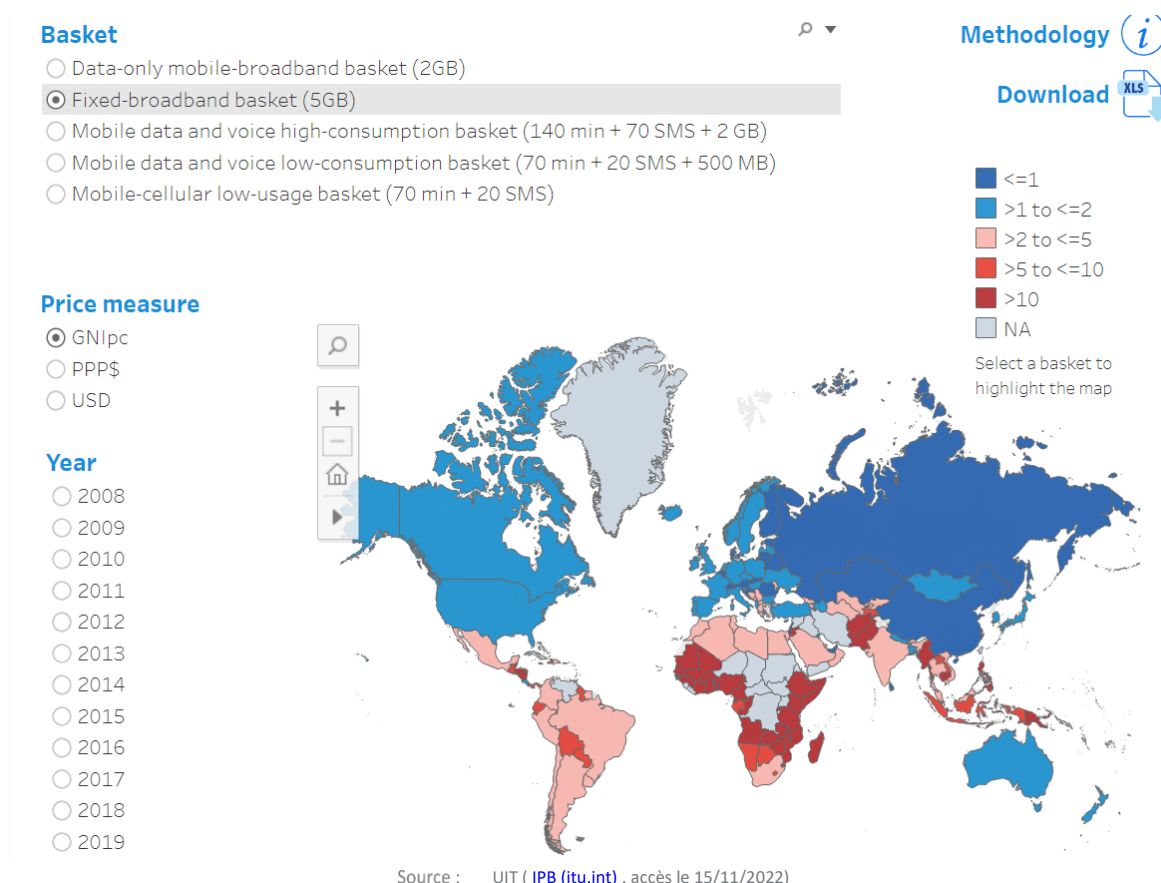 Basket
Data-only mobile-broadband basket (2GB)
Fixed-broadband basket (5GB)
Mobile data and voice high-consumption basket (140 min + 70 SMS + 2 GB)
Mobile data and voice low-consumption basket (70 min + 20 SMS + 500 MB)
Mobile-cellular low-usage basket (70 min + 20 SMS)
Methodology
i
Download
XLS
<=1
>1 to <=2
>2 to <=5
>5 to <=10
>10
NA
Select a basket to
highlight the map
Price measure
GNIpc
PPP$
USD
Year
2008
2009
2010
2011
2012
2013
2014
2015
2016
2017
2018
2019
Source : UIT ( IPB (itu.int) , accès le 15/11/2022)